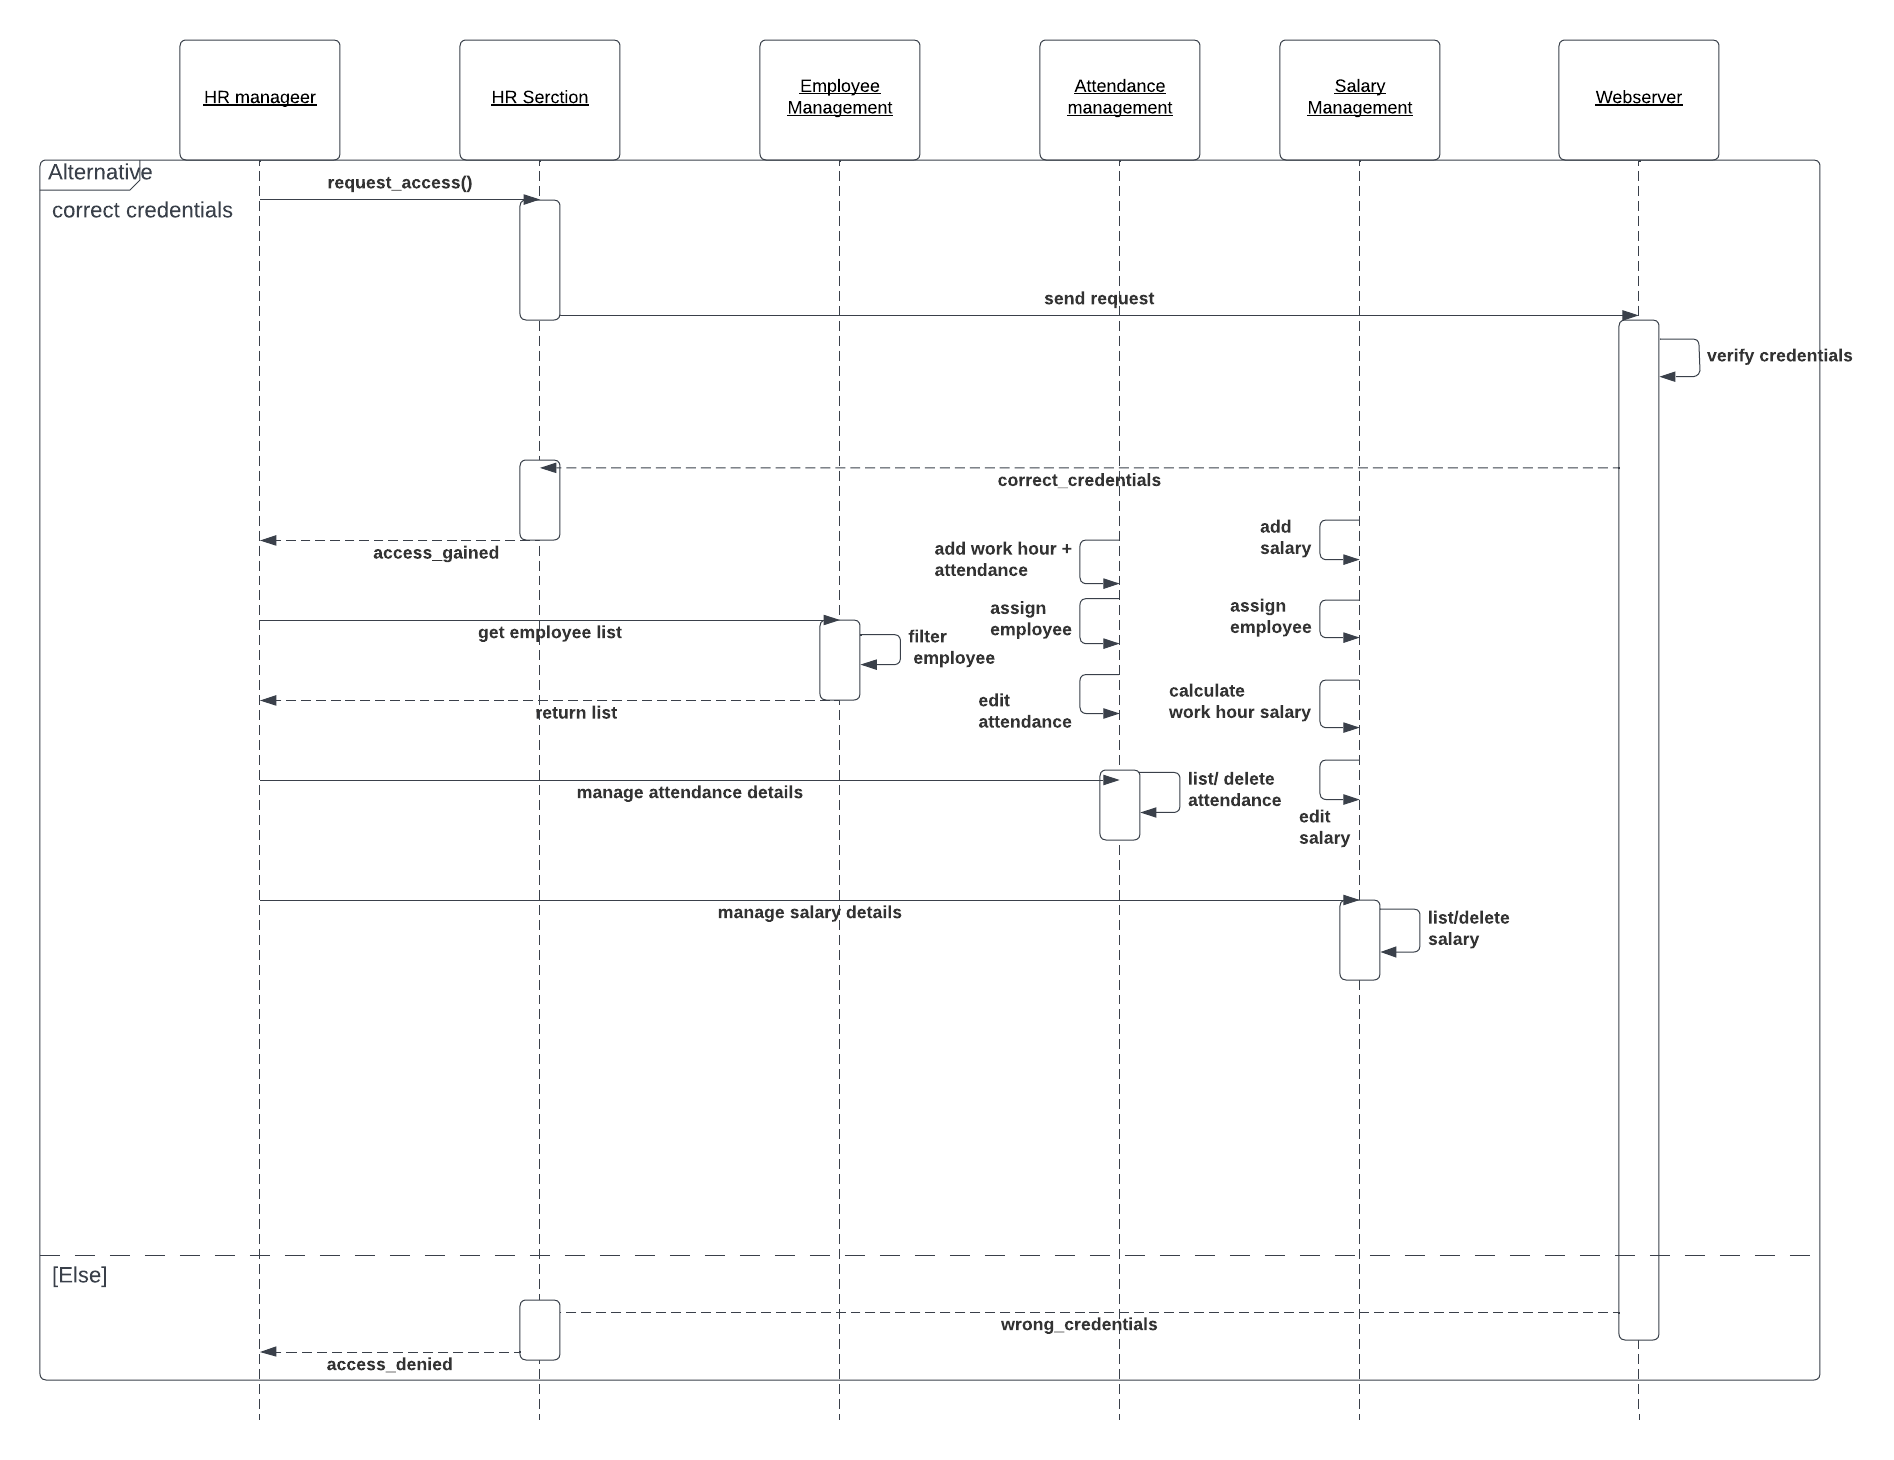 HR manageer
HR Serction
Employee
Management
Attendance
management
Salary
Management
Webserver
Alternative
correct credentials
request_access()
send request
verify credentials
correct_credentials
access_gained
add work hour +
attendance
add
salary
assign
employee
assign
employee
get employee list
filter
employee
return list
edit
attendance
calculate
work hour salary
manage attendance details
list/ delete
attendance
edit
salary
manage salary details
list/delete
salary
[Else]
wrong_credentials
access_denied